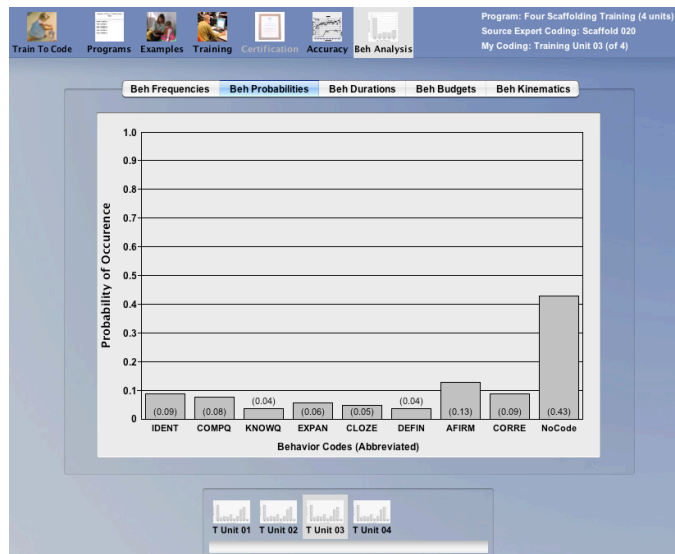 Program: Four Scaffolding Training (4 units)
Source Expert Coding: Scaffold 020
My Coding: Training Unit 03 (of 4)
Train To Code Programs Examples Training Certification Accuracy Beh Analysis
Beh Frequencies Beh Probabilities Beh Durations Beh Budgets Beh Kinematics
Probability of Occurence
1.0
0.9
0.8
0.7
0.6
0.5
0.4
0.3
0.2
0.1
0
(0.09) (0.08) (0.04) (0.06) (0.05) (0.04) (0.13) (0.09) (0.43)
IDENT COMPQ KNOWQ EXPAN CLOZE DEFIN AFIRM CORRE NoCode
Behavior Codes (Abbreviated)
T Unit 01 T Unit 02 T Unit 03 T Unit 04